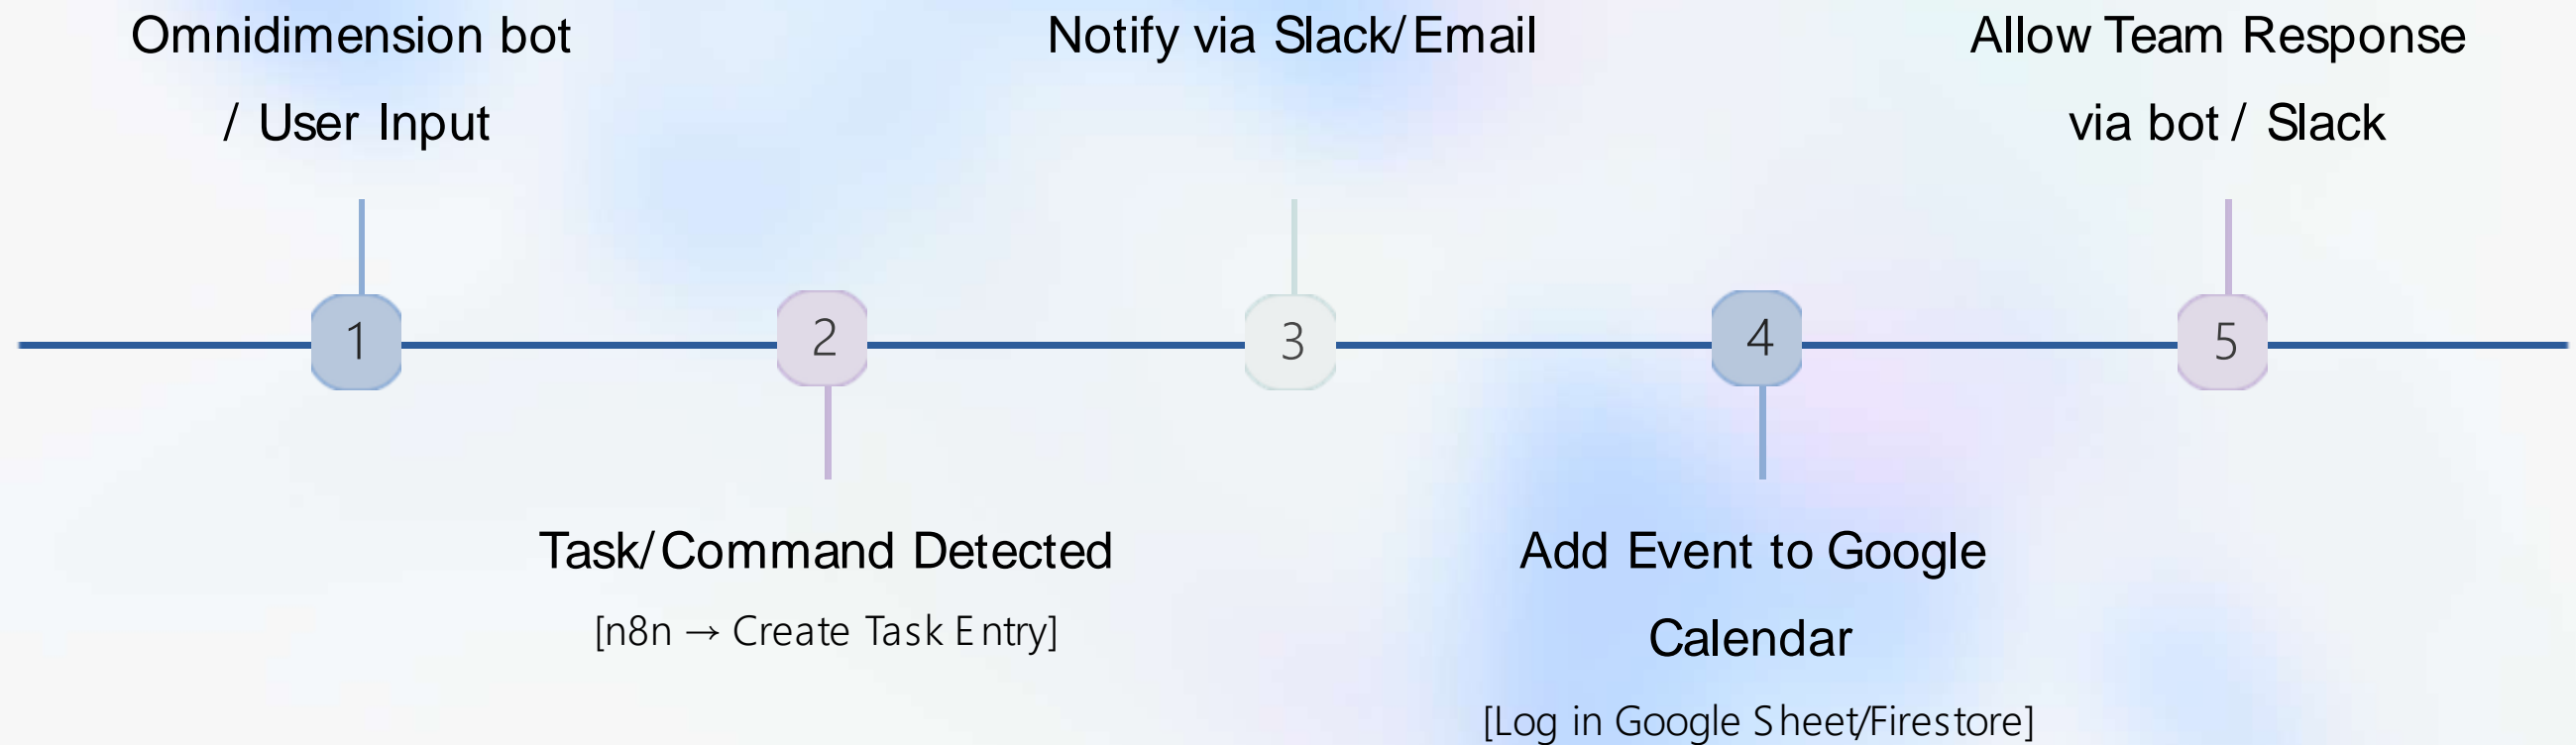 Omnidimension bot
/ User Input
1
2
Task/Command Detected
[n8n → Create Task Entry]
Notify via Slack/Email
3
4
Add Event to Google
Calendar
[Log in Google Sheet/Firestore]
Allow Team Response
via bot / Slack
5